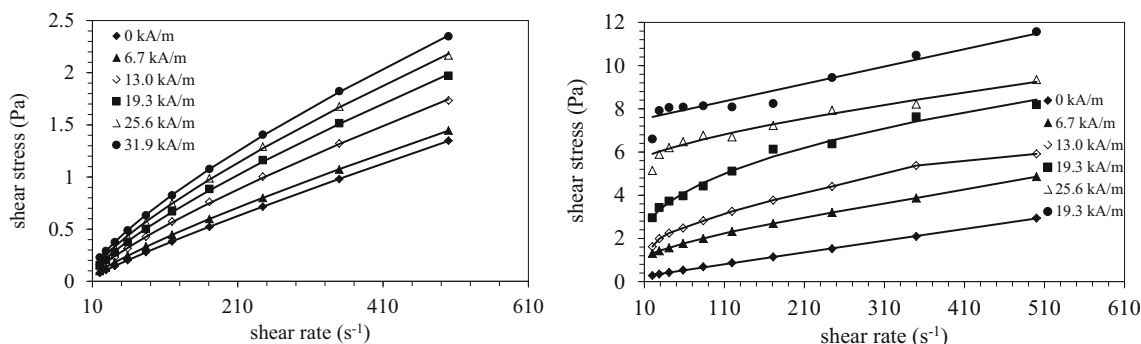 2.5
2
1.5
1
0.5
0
10
210
410
610
shear stress (Pa)
shear rate (s-1)
0 kA/m
6.7 kA/m
13.0 kA/m
19.3 kA/m
25.6 kA/m
31.9 kA/m
12
10
8
6
4
2
0
10
110
210
310
410
510
610
shear stress (Pa)
shear rate (s-1)
0 kA/m
6.7 kA/m
13.0 kA/m
19.3 kA/m
25.6 kA/m
19.3 kA/m